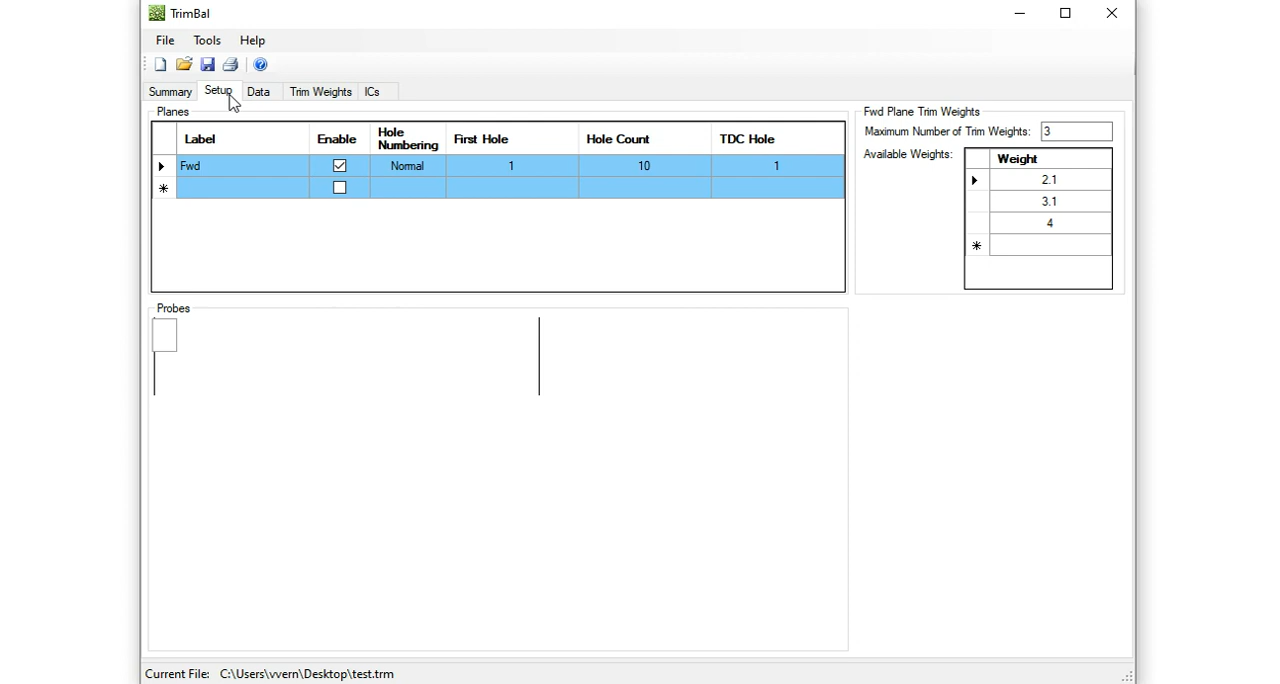 TrimBal
File Tools Help
Summary Setup Data Trim Weights ICs
Planes
Label Enable Hole Numbering First Hole Hole Count TDC Hole
Fwd Normal 1 10 1
Fwd Plane Trim Weights
Maximum Number of Trim Weights: 3
Available Weights:
Weight
2.1
3.1
4
Probes
Current File: C:\Users\vvern\Desktop\test.trm